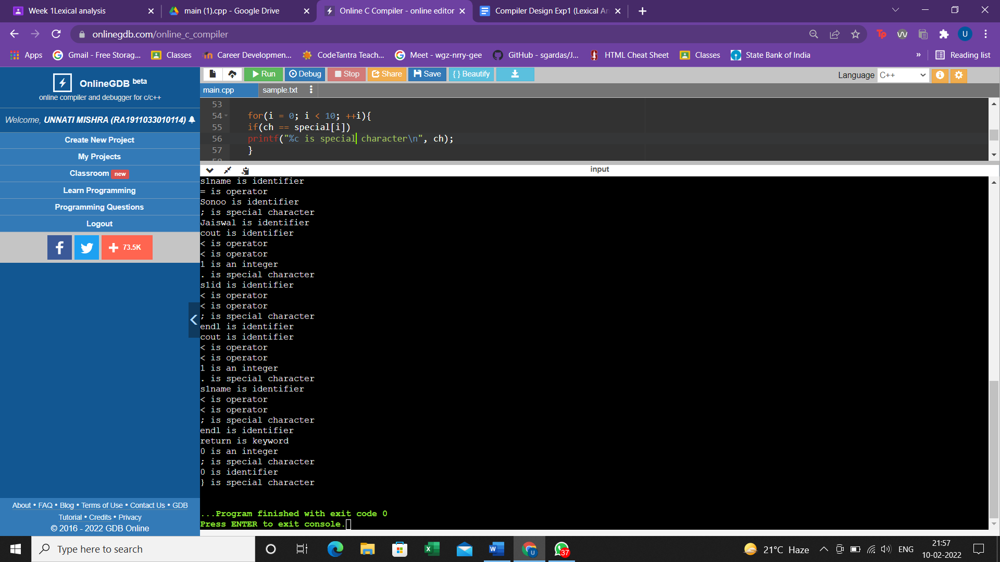 Week 1Lexical analysis
main (1).cpp - Google Drive
Online C Compiler - online editor
Compiler Design Exp1 (Lexical An
onlinegdb.com/online_c_compiler
Tp
U
Apps
Gmail - Free Storag...
Classes
Career Developmen...
CodeTantra Teach...
Meet - wgz-nrry-gee
GitHub - sgardas/J...
HTML Cheat Sheet
Classes
State Bank of India
»
Reading list
OnlineGDB beta
online compiler and debugger for c/c++
Welcome, UNNATI MISHRA (RA1911033010114)
Create New Project
My Projects
Classroom new
Learn Programming
Programming Questions
Logout
73.5K
About • FAQ • Blog • Terms of Use • Contact Us • GDB
Tutorial • Credits • Privacy
© 2016 - 2022 GDB Online
Run
Debug
Stop
Share
Save
{ } Beautify
Language C++
main.cpp
sample.txt
53
54 for(i = 0; i < 10; ++i){
55 if(ch == special[i])
56 printf("%c is special character\n", ch);
57 }
58
input
s1name is identifier
= is operator
Sonoo is identifier
; is special character
Jaiswal is identifier
cout is identifier
< is operator
< is operator
1 is an integer
. is special character
s1id is identifier
< is operator
< is operator
; is special character
endl is identifier
cout is identifier
< is operator
< is operator
1 is an integer
. is special character
s1name is identifier
< is operator
< is operator
; is special character
endl is identifier
return is keyword
0 is an integer
; is special character
0 is identifier
} is special character
...Program finished with exit code 0
Press ENTER to exit console.
Type here to search
37
21°C Haze
ENG
21:57
10-02-2022